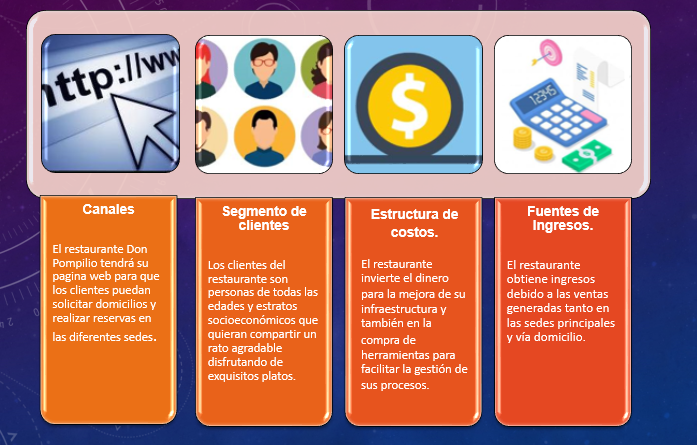 http://ww
12345
Canales
El restaurante Don
Pompilio tendrá su
pagina web para que
los clientes puedan
solicitar domicilios y
realizar reservas en
las diferentes sedes.
Segmento de
clientes
Los clientes del
restaurante son
personas de todas las
edades y estratos
socioeconómicos que
quieran compartir un
rato agradable
disfrutando de
exquisitos platos.
Estructura de
costos.
El restaurante
invierte el dinero
para la mejora de su
infraestructura y
también en la
compra de
herramientas para
facilitar la gestión de
sus procesos.
Fuentes de
Ingresos.
El restaurante
obtiene ingresos
debido a las ventas
generadas tanto en
las sedes principales
y vía domicilio.